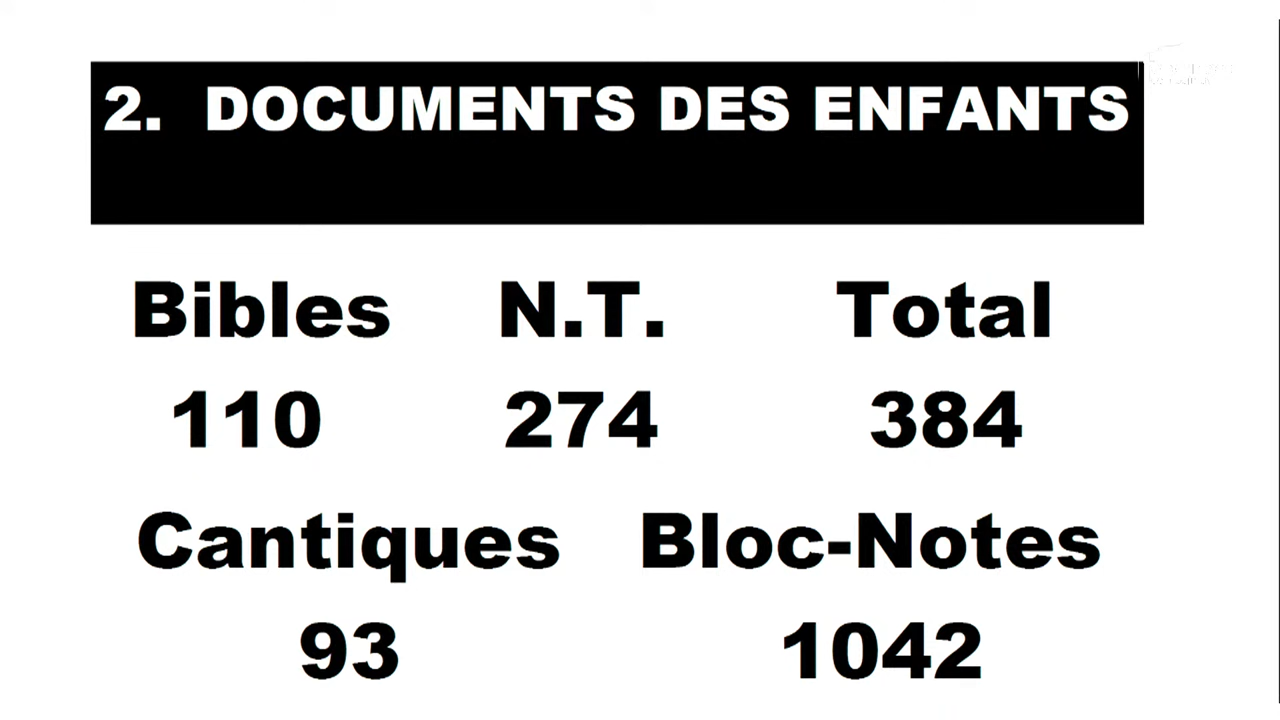 2. DOCUMENTS DES ENFANTS
Bibles N.T. Total
110 274 384
Cantiques Bloc-Notes
93 1042